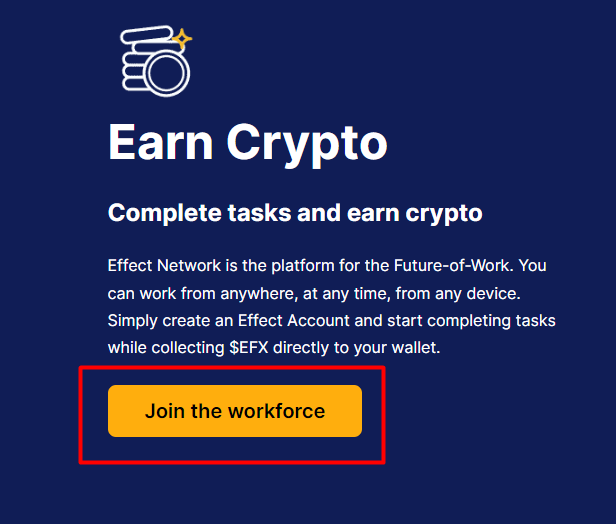 Earn Crypto
Complete tasks and earn crypto
Effect Network is the platform for the Future-of-Work. You
can work from anywhere, at any time, from any device.
Simply create an Effect Account and start completing tasks
while collecting $EFX directly to your wallet.
Join the workforce